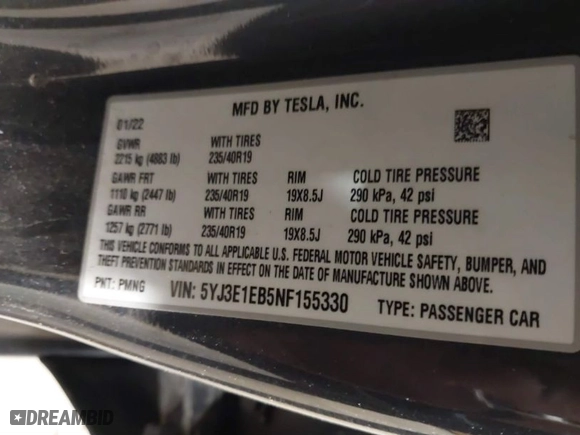 MFD BY TESLA, INC.
01/22
GVWR WITH TIRES
2215 kg (4883 lb) 235/40R19
GAWR FRT WITH TIRES RIM COLD TIRE PRESSURE
1110 kg (2447 lb) 235/40R19 19X8.5J 290 kPa, 42 psi
GAWR RR WITH TIRES RIM COLD TIRE PRESSURE
1257 kg (2771 lb) 235/40R19 19X8.5J 290 kPa, 42 psi
THIS VEHICLE CONFORMS TO ALL APPLICABLE U.S. FEDERAL MOTOR VEHICLE SAFETY, BUMPER, AND
THEFT PREVENTION STANDARDS IN EFFECT ON THE DATE OF MANUFACTURE SHOWN ABOVE.
PNT: PMNG VIN: 5YJ3E1EB5NF155330 TYPE: PASSENGER CAR
DREAMBID